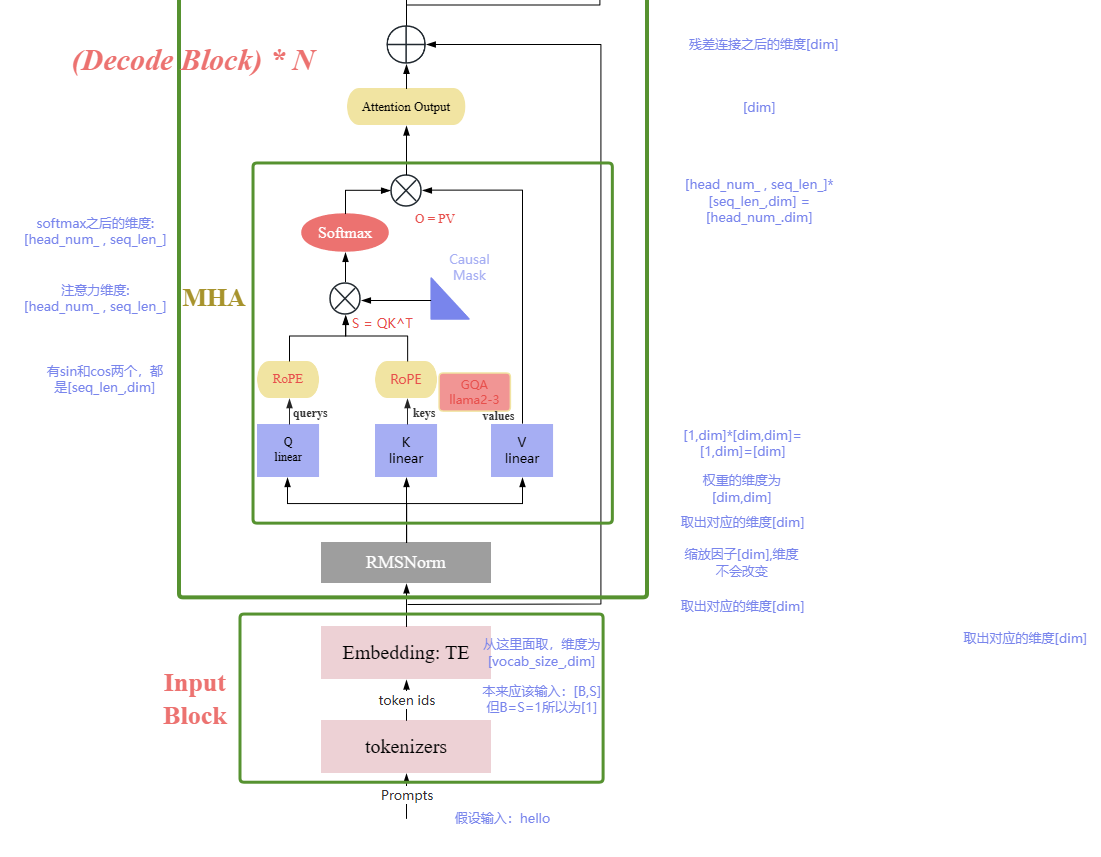 (Decode Block) * N
残差连接之后的维度[dim]
Attention Output
[dim]
[head_num_ , seq_len_]*
[seq_len_,dim] =
[head_num_.dim]
O = PV
softmax之后的维度:
[head_num_ , seq_len_]
Softmax
Causal
Mask
注意力维度:
[head_num_ , seq_len_]
MHA
S = QK^T
有sin和cos两个，都
是[seq_len_,dim]
RoPE
RoPE
GQA
llama2-3
querys
keys
values
Q
linear
K
linear
V
linear
[1,dim]*[dim,dim]=
[1,dim]=[dim]
权重的维度为
[dim,dim]
取出对应的维度[dim]
RMSNorm
缩放因子[dim],维度
不会改变
取出对应的维度[dim]
取出对应的维度[dim]
Embedding: TE
从这里面取，维度为
[vocab_size_,dim]
Input
Block
token ids
本来应该输入：[B,S]
但B=S=1所以为[1]
tokenizers
Prompts
假设输入：hello